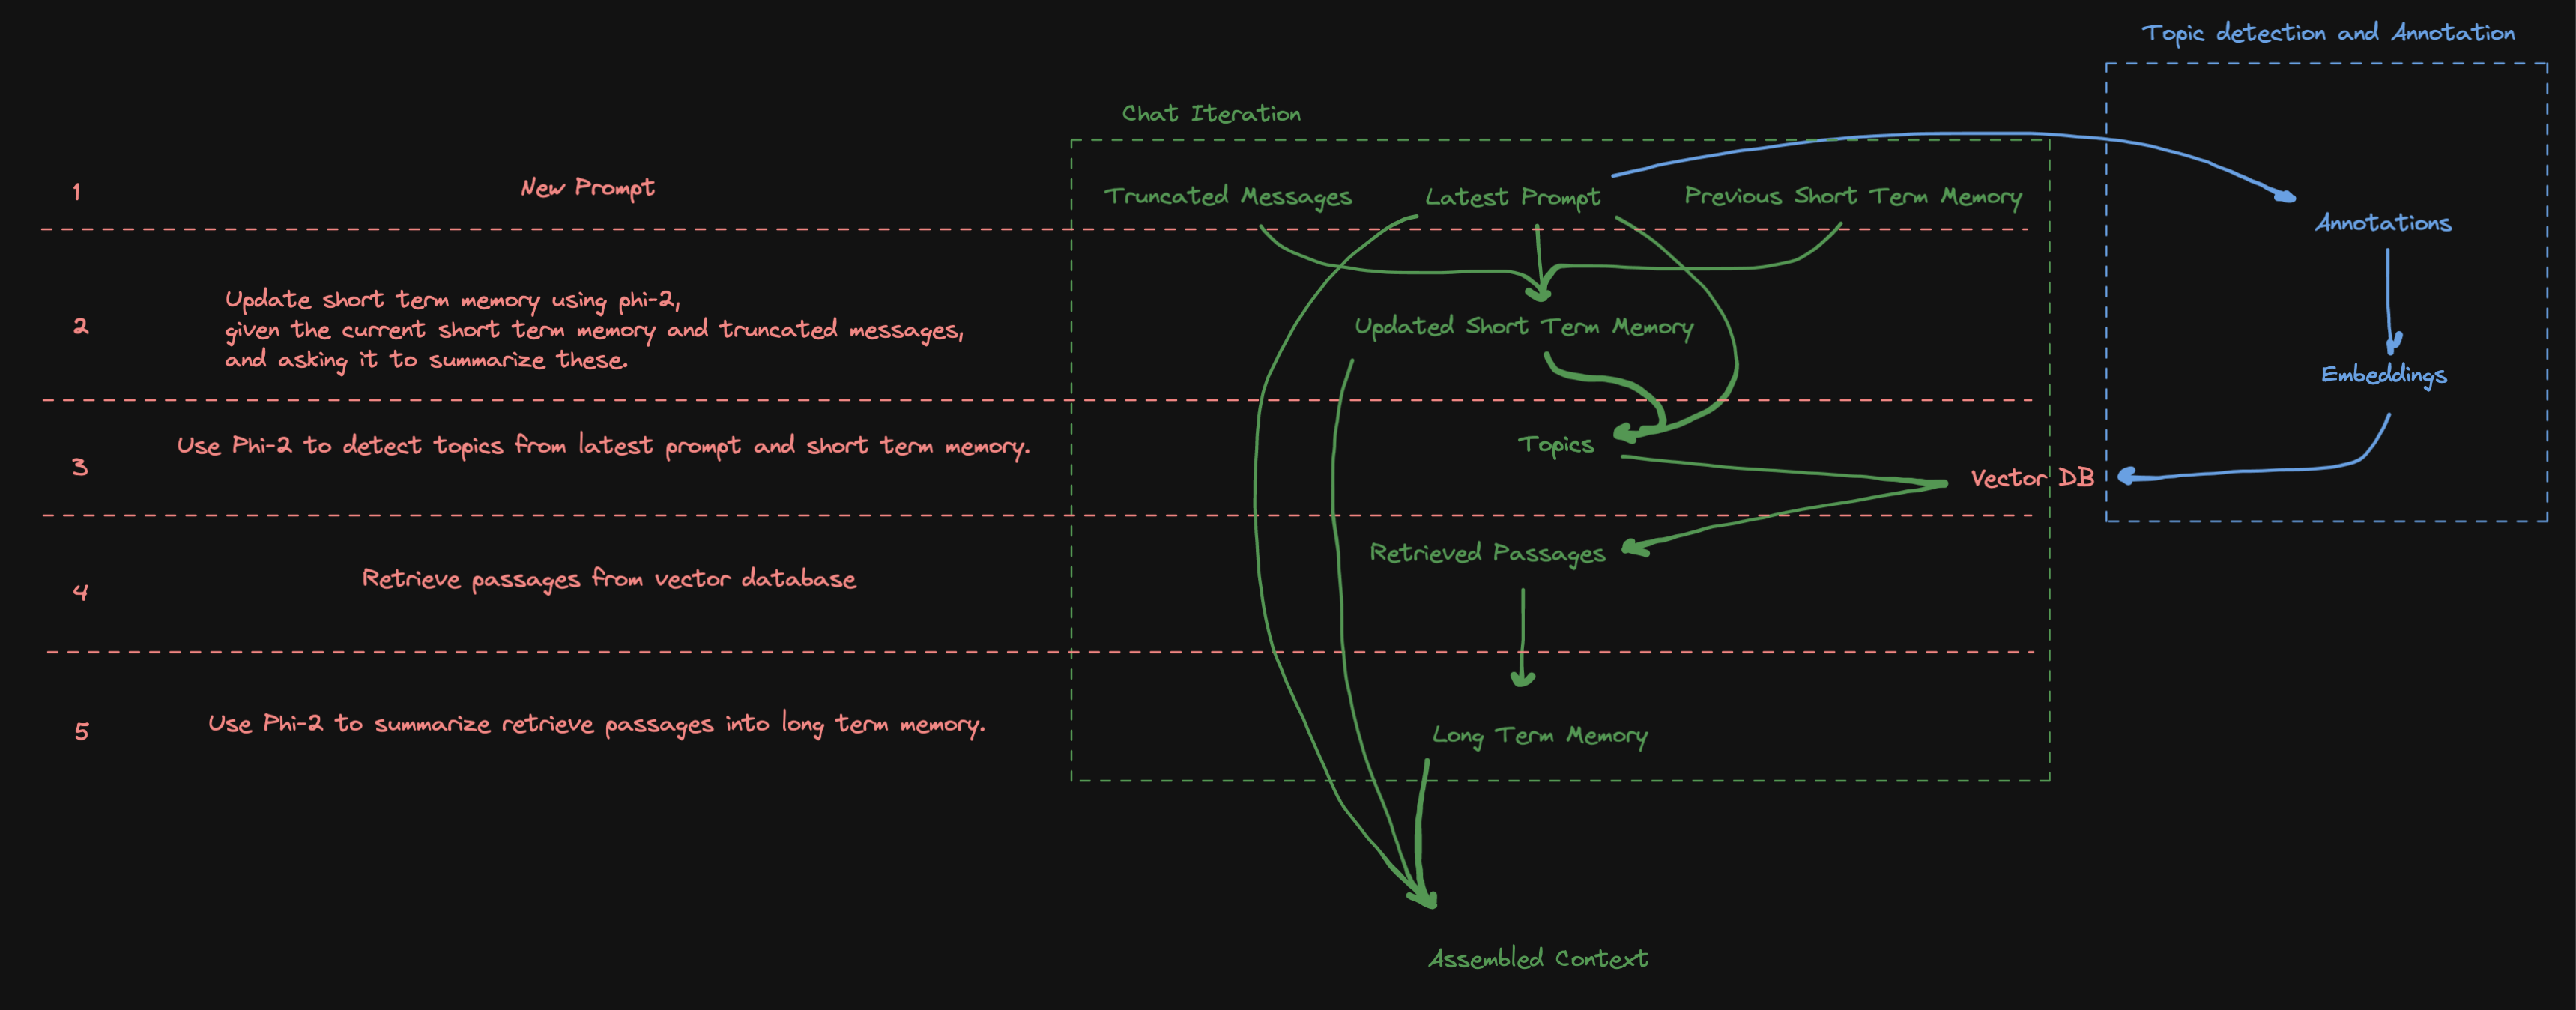 Topic detection and Annotation
Chat Iteration
1
New Prompt
Truncated Messages
Latest Prompt
Previous Short Term Memory
Annotations
2
Update short term memory using phi-2,
given the current short term memory and truncated messages,
and asking it to summarize these.
Updated Short Term Memory
Embeddings
3
Use Phi-2 to detect topics from latest prompt and short term memory.
Topics
Vector DB
4
Retrieve passages from vector database
Retrieved Passages
5
Use Phi-2 to summarize retrieve passages into long term memory.
Long Term Memory
Assembled Context